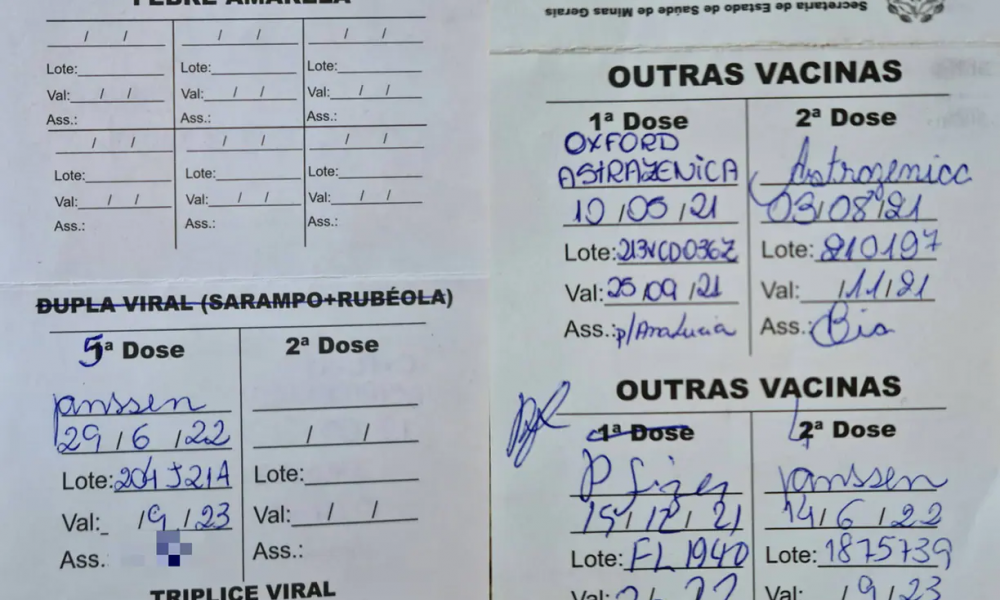 FEBRE AMARELA
/ / / / / /
Lote: Lote: Lote:
Val: / / Val: / / Val: / /
Ass.: Ass.: Ass.:
/ / / / / /
Lote: Lote: Lote:
Val: / / Val: / / Val: / /
Ass.: Ass.: Ass.:
DUPLA VIRAL (SARAMPO+RUBÉOLA)
5ª Dose 2ª Dose
Janssen
29/6/22 / /
Lote: 204J21A Lote:
Val: /9/23 Val: / /
Ass. Ass.:
TRIPLICE VIRAL
Secretaria de Estado de Saúde de Minas Gerais
OUTRAS VACINAS
1ª Dose 2ª Dose
OXFORD
ASTRAZENICA Astrozenica
10/05/21 03/08/21
Lote: 213VCD036Z Lote: 210197
Val: 25/09/21 Val: /11/21
Ass.: p/Analucia Ass.: Bia
OUTRAS VACINAS
1ª Dose 2ª Dose
Pfizer Janssen
15/12/21 14/6/22
Lote: FL1940 Lote: 1875739
Val: Val: /9/23